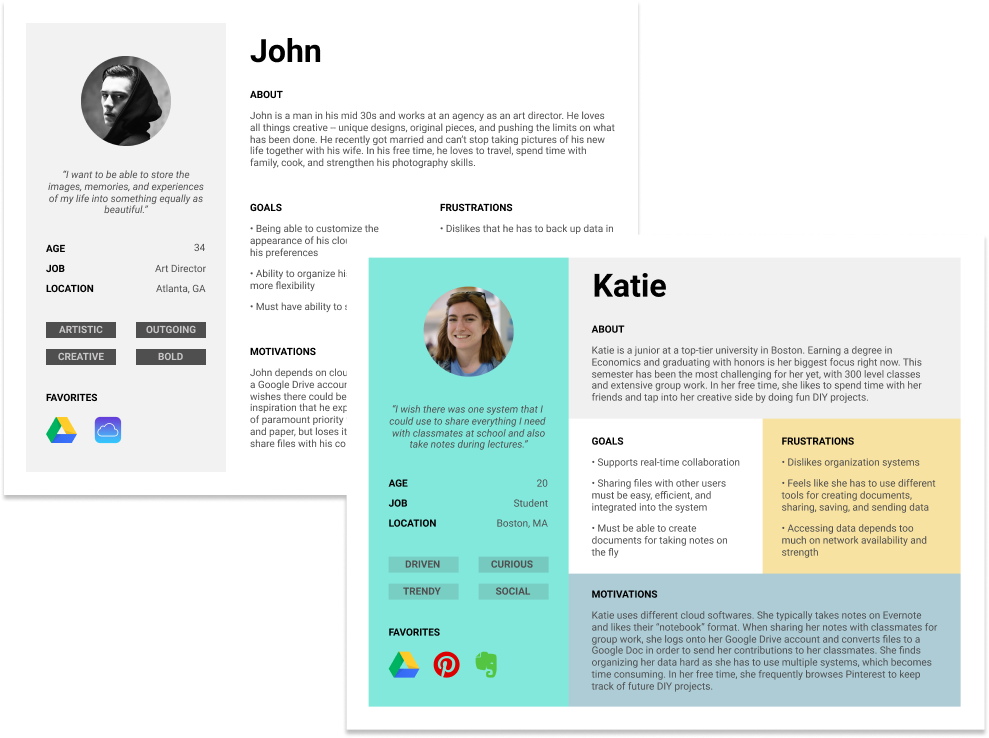 John
ABOUT
John is a man in his mid 30s and works at an agency as an art director. He loves
all things creative – unique designs, original pieces, and pushing the limits on what
has been done. He recently got married and can't stop taking pictures of his new
life together with his wife. In his free time, he loves to travel, spend time with
family, cook, and strengthen his photography skills.
"I want to be able to store the
images, memories, and experiences
of my life into something equally as
beautiful."
AGE 34
JOB Art Director
LOCATION Atlanta, GA
ARTISTIC OUTGOING
CREATIVE BOLD
FAVORITES
GOALS
• Being able to customize the
appearance of his
his preferences
• Ability to organize
more flexibility
• Must have ability to
FRUSTRATIONS
• Dislikes that he has to back up data in
MOTIVATIONS
John depends on
a Google Drive
wishes there could be
inspiration that he
of paramount priority
and paper, but loses
share files with his
Katie
ABOUT
Katie is a junior at a top-tier university in Boston. Earning a degree in
Economics and graduating with honors is her biggest focus right now. This
semester has been the most challenging for her yet, with 300 level classes
and extensive group work. In her free time, she likes to spend time with her
friends and tap into her creative side by doing fun DIY projects.
"I wish there was one system that I
could use to share everything I need
with classmates at school and also
take notes during lectures."
AGE 20
JOB Student
LOCATION Boston, MA
DRIVEN CURIOUS
TRENDY SOCIAL
FAVORITES
GOALS
• Supports real-time collaboration
• Sharing files with other users
must be easy, efficient, and
integrated into the system
• Must be able to create
documents for taking notes on
the fly
FRUSTRATIONS
• Dislikes organization systems
• Feels like she has to use different
tools for creating documents,
sharing, saving, and sending data
• Accessing data depends too
much on network availability and
strength
MOTIVATIONS
Katie uses different cloud softwares. She typically takes notes on Evernote
and likes their "notebook" format. When sharing her notes with classmates for
group work, she logs onto her Google Drive account and converts files to a
Google Doc in order to send her contributions to her classmates. She finds
organizing her data hard as she has to use multiple systems, which becomes
time consuming. In her free time, she frequently browses Pinterest to keep
track of future DIY projects.